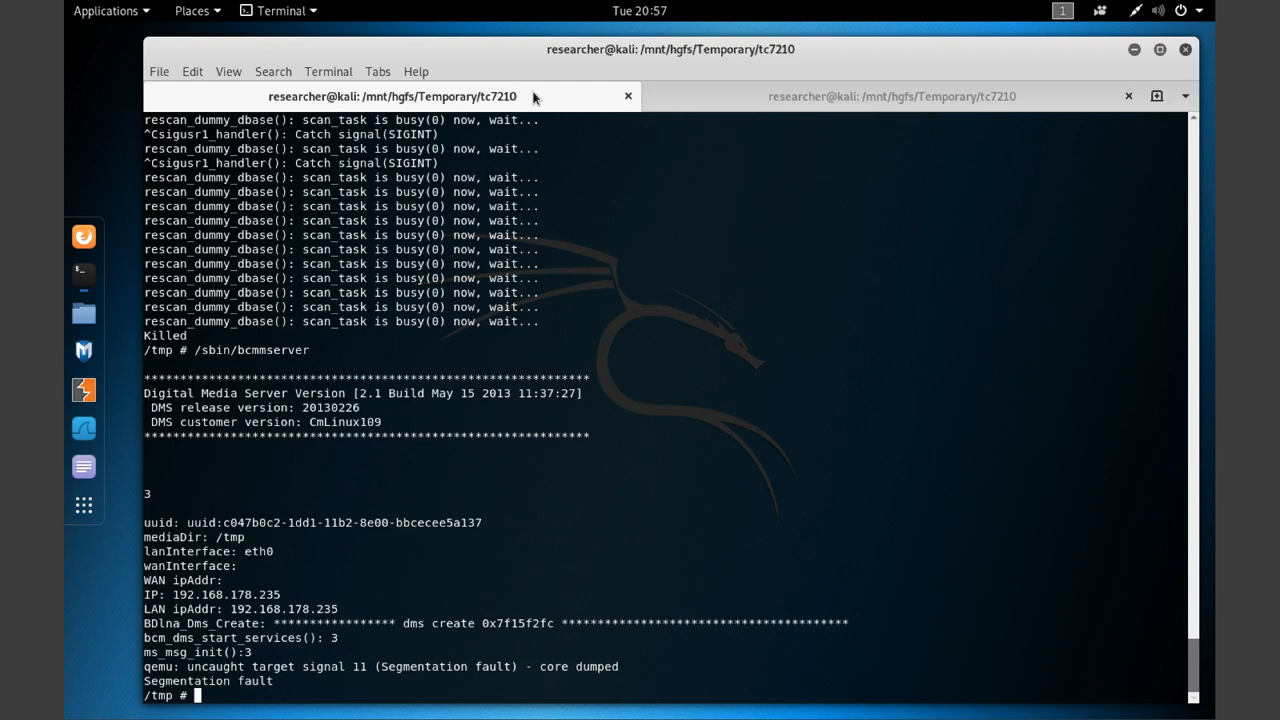 Applications Places Terminal Tue 20:57 1
researcher@kali: /mnt/hgfs/Temporary/tc7210
File Edit View Search Terminal Tabs Help
researcher@kali: /mnt/hgfs/Temporary/tc7210 researcher@kali: /mnt/hgfs/Temporary/tc7210
rescan_dummy_dbase(): scan_task is busy(0) now, wait...
^Csigusr1_handler(): Catch signal(SIGINT)
rescan_dummy_dbase(): scan_task is busy(0) now, wait...
^Csigusr1_handler(): Catch signal(SIGINT)
rescan_dummy_dbase(): scan_task is busy(0) now, wait...
rescan_dummy_dbase(): scan_task is busy(0) now, wait...
rescan_dummy_dbase(): scan_task is busy(0) now, wait...
rescan_dummy_dbase(): scan_task is busy(0) now, wait...
rescan_dummy_dbase(): scan_task is busy(0) now, wait...
rescan_dummy_dbase(): scan_task is busy(0) now, wait...
rescan_dummy_dbase(): scan_task is busy(0) now, wait...
rescan_dummy_dbase(): scan_task is busy(0) now, wait...
rescan_dummy_dbase(): scan_task is busy(0) now, wait...
rescan_dummy_dbase(): scan_task is busy(0) now, wait...
rescan_dummy_dbase(): scan_task is busy(0) now, wait...
Killed
/tmp # /sbin/bcmmserver
**************************************************************
Digital Media Server Version [2.1 Build May 15 2013 11:37:27]
DMS release version: 20130226
DMS customer version: CmLinux109
**************************************************************
3
uuid: uuid:c047b0c2-1dd1-11b2-8e00-bbcecee5a137
mediaDir: /tmp
lanInterface: eth0
wanInterface:
WAN ipAddr:
IP: 192.168.178.235
LAN ipAddr: 192.168.178.235
BDlna_Dms_Create: ***************** dms create 0x7f15f2fc ****************************************
bcm_dms_start_services(): 3
ms_msg_init():3
qemu: uncaught target signal 11 (Segmentation fault) - core dumped
Segmentation fault
/tmp #